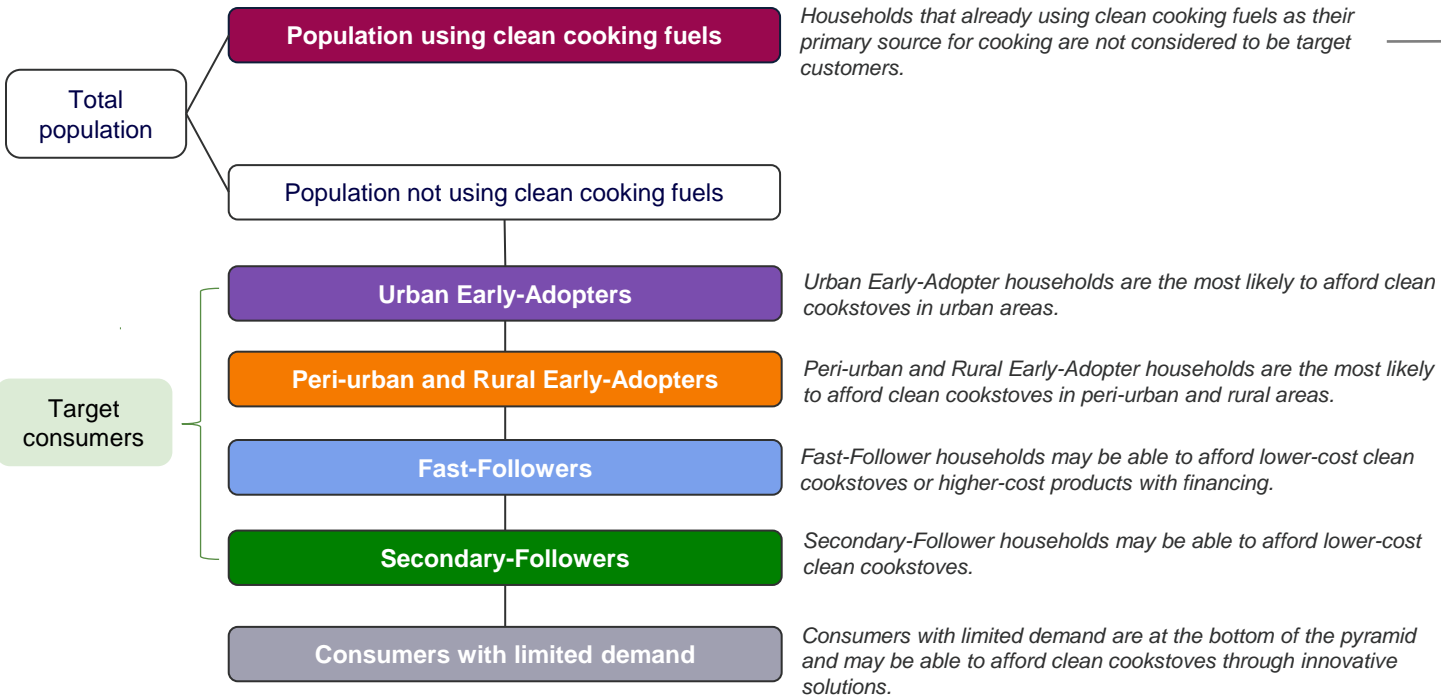 Population using clean cooking fuels
Households that already using clean cooking fuels as their
primary source for cooking are not considered to be target
customers.
Total
population
Population not using clean cooking fuels
Urban Early-Adopters
Urban Early-Adopter households are the most likely to afford clean
cookstoves in urban areas.
Peri-urban and Rural Early-Adopters
Peri-urban and Rural Early-Adopter households are the most likely
to afford clean cookstoves in peri-urban and rural areas.
Target
consumers
Fast-Followers
Fast-Follower households may be able to afford lower-cost clean
cookstoves or higher-cost products with financing.
Secondary-Followers
Secondary-Follower households may be able to afford lower-cost
clean cookstoves.
Consumers with limited demand
Consumers with limited demand are at the bottom of the pyramid
and may be able to afford clean cookstoves through innovative
solutions.